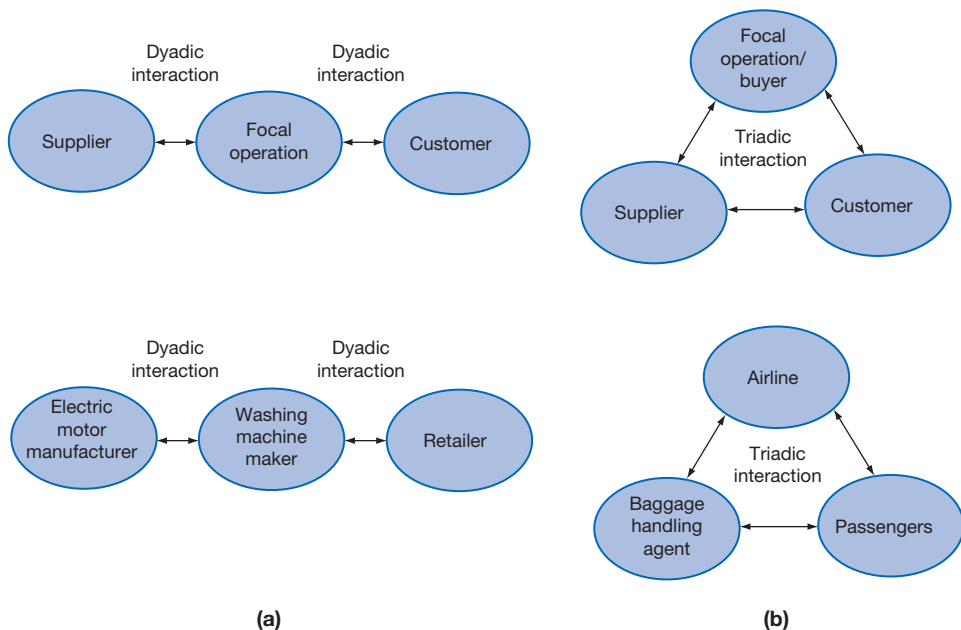 Dyadic
interaction
Dyadic
interaction
Supplier
Focal
operation
Customer
Focal
operation/
buyer
Triadic
interaction
Supplier
Customer
Dyadic
interaction
Dyadic
interaction
Electric
motor
manufacturer
Washing
machine
maker
Retailer
Airline
Triadic
interaction
Baggage
handling
agent
Passengers
(a)
(b)